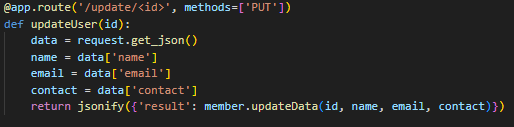 @app.route('/update/<id>', methods=['PUT'])
def updateUser(id):
    data = request.get_json()
    name = data['name']
    email = data['email']
    contact = data['contact']
    return jsonify({'result': member.updateData(id, name, email, contact)})